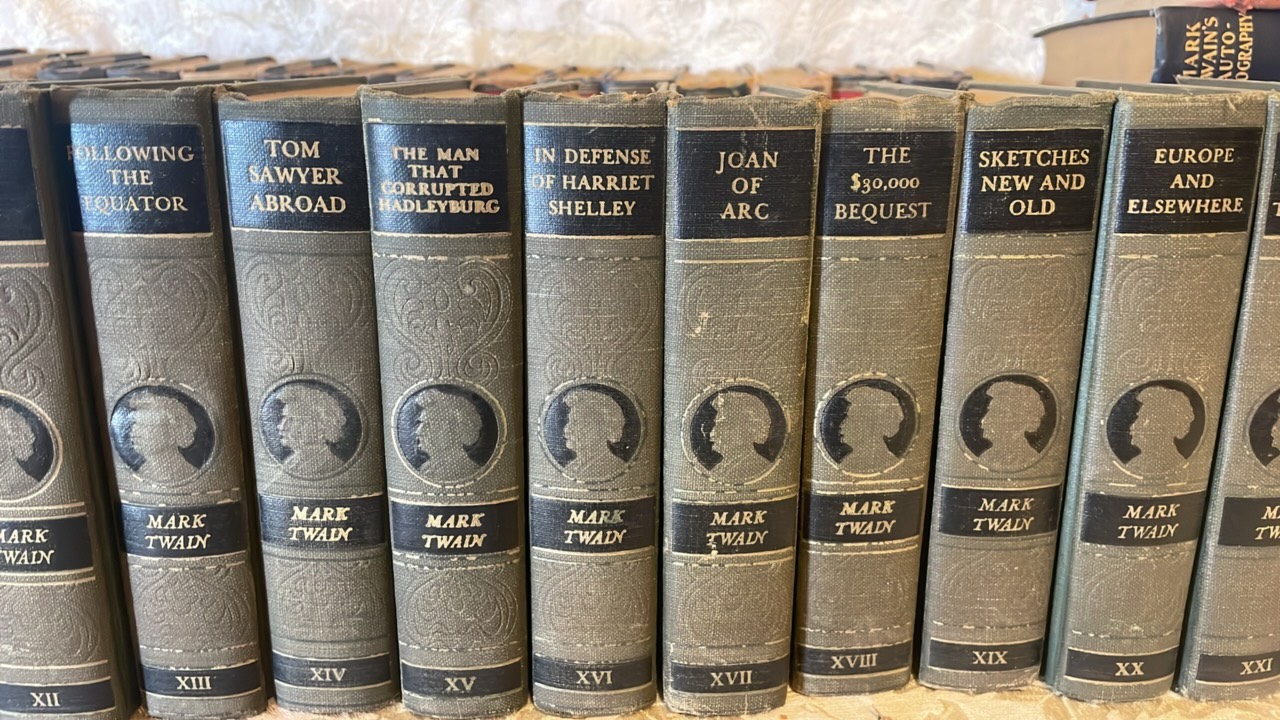 MARK
TWAIN
XII
FOLLOWING
THE
EQUATOR
MARK
TWAIN
XIII
TOM
SAWYER
ABROAD
MARK
TWAIN
XIV
THE MAN
THAT
CORRUPTED
HADLEYBURG
MARK
TWAIN
XV
IN DEFENSE
OF HARRIET
SHELLEY
MARK
TWAIN
XVI
JOAN
OF
ARC
MARK
TWAIN
XVII
THE
$30,000
BEQUEST
MARK
TWAIN
XVIII
SKETCHES
NEW AND
OLD
MARK
TWAIN
XIX
EUROPE
AND
ELSEWHERE
MARK
TWAIN
XX
XXI
MARK
TWAIN'S
AUTO-